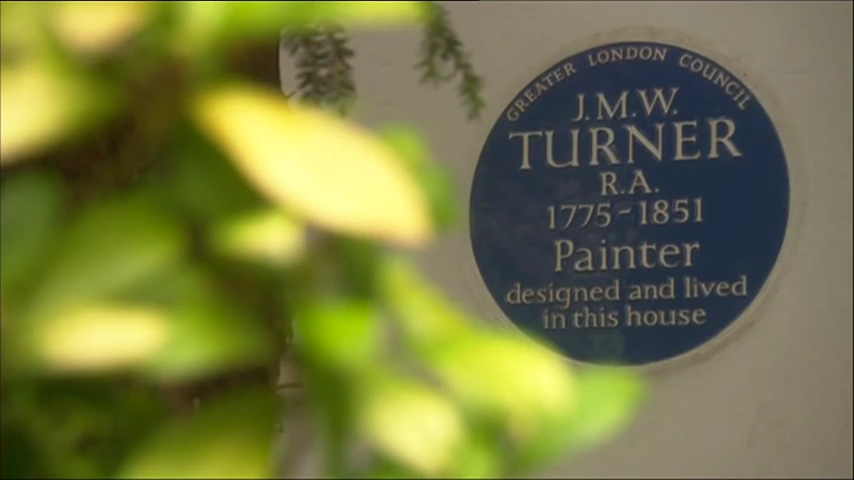 GREATER LONDON COUNCIL
J.M.W.
TURNER
R.A.
1775-1851
Painter
designed and lived
in this house